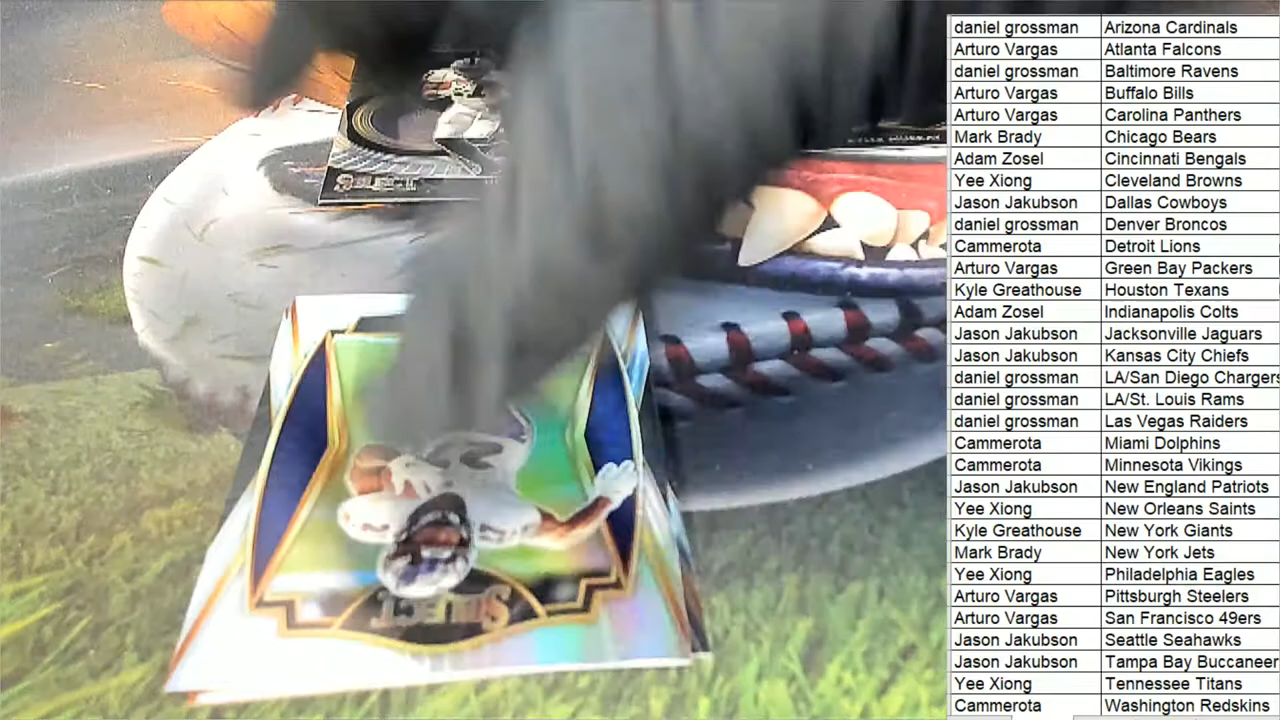 daniel grossman Arizona Cardinals
Arturo Vargas Atlanta Falcons
daniel grossman Baltimore Ravens
Arturo Vargas Buffalo Bills
Arturo Vargas Carolina Panthers
Mark Brady Chicago Bears
Adam Zosel Cincinnati Bengals
Yee Xiong Cleveland Browns
Jason Jakubson Dallas Cowboys
daniel grossman Denver Broncos
Cammerota Detroit Lions
Arturo Vargas Green Bay Packers
Kyle Greathouse Houston Texans
Adam Zosel Indianapolis Colts
Jason Jakubson Jacksonville Jaguars
Jason Jakubson Kansas City Chiefs
daniel grossman LA/San Diego Chargers
daniel grossman LA/St. Louis Rams
daniel grossman Las Vegas Raiders
Cammerota Miami Dolphins
Cammerota Minnesota Vikings
Jason Jakubson New England Patriots
Yee Xiong New Orleans Saints
Kyle Greathouse New York Giants
Mark Brady New York Jets
Yee Xiong Philadelphia Eagles
Arturo Vargas Pittsburgh Steelers
Arturo Vargas San Francisco 49ers
Jason Jakubson Seattle Seahawks
Jason Jakubson Tampa Bay Buccaneer
Yee Xiong Tennessee Titans
Cammerota Washington Redskins
SELECT
SELECT